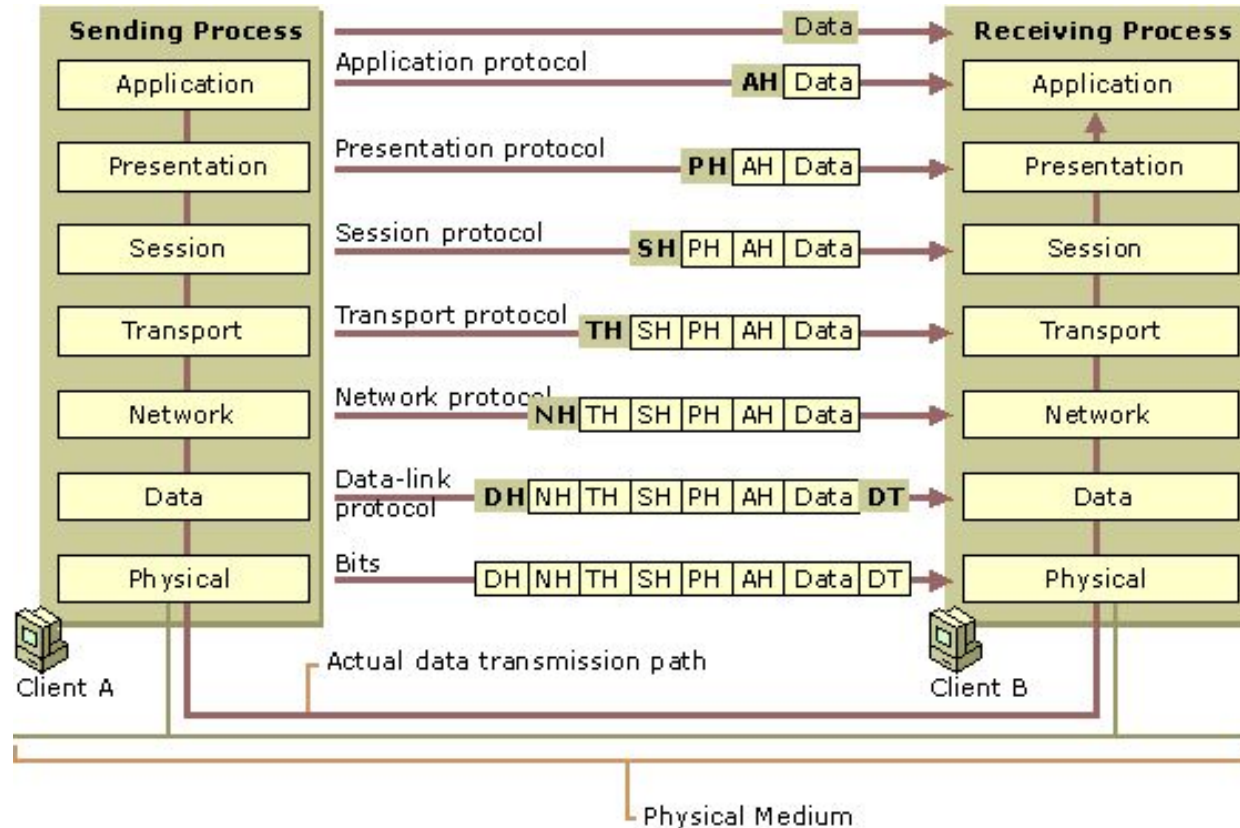 Sending Process
Data
Receiving Process
Application protocol
Application
AH Data
Application
Presentation protocol
Presentation
PH AH Data
Presentation
Session protocol
Session
SH PH AH Data
Session
Transport protocol
Transport
TH SH PH AH Data
Transport
Network protocol
Network
NH TH SH PH AH Data
Network
Data-link
protocol
Data
DH NH TH SH PH AH Data DT
Data
Bits
Physical
DH NH TH SH PH AH Data DT
Physical
Actual data transmission path
Client A
Client B
Physical Medium